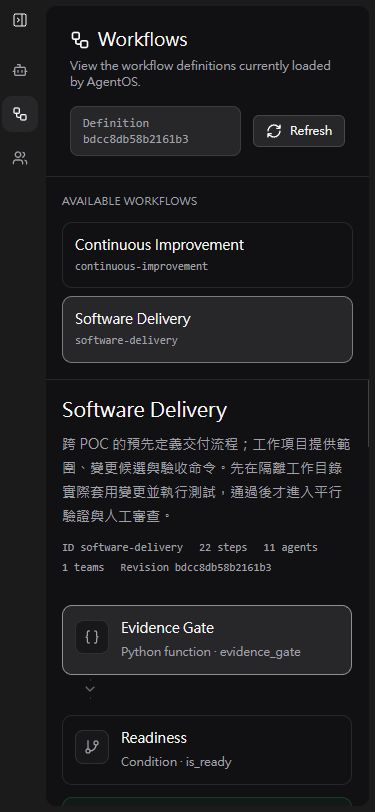 Workflows
View the workflow definitions currently loaded
by AgentOS.
Definition
bdcc8db58b2161b3
Refresh
AVAILABLE WORKFLOWS
Continuous Improvement
continuous-improvement
Software Delivery
software-delivery
Software Delivery
跨 POC 的預先定義交付流程；工作項目提供範
圍、變更候選與驗收命令。先在隔離工作目錄
實際套用變更並執行測試，通過後才進入平行
驗證與人工審查。
ID software-delivery 22 steps 11 agents
1 teams Revision bdcc8db58b2161b3
Evidence Gate
Python function · evidence_gate
Readiness
Condition · is_ready